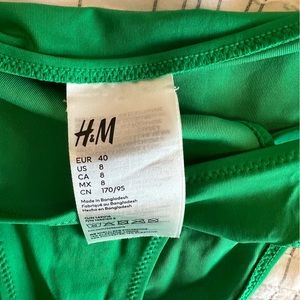 H&M
EUR 40
US 8
CA 8
MX 8
CN 170/95
Made in Bangladesh
Fabriqué au Bangladesh
Hecho en Bangladesh